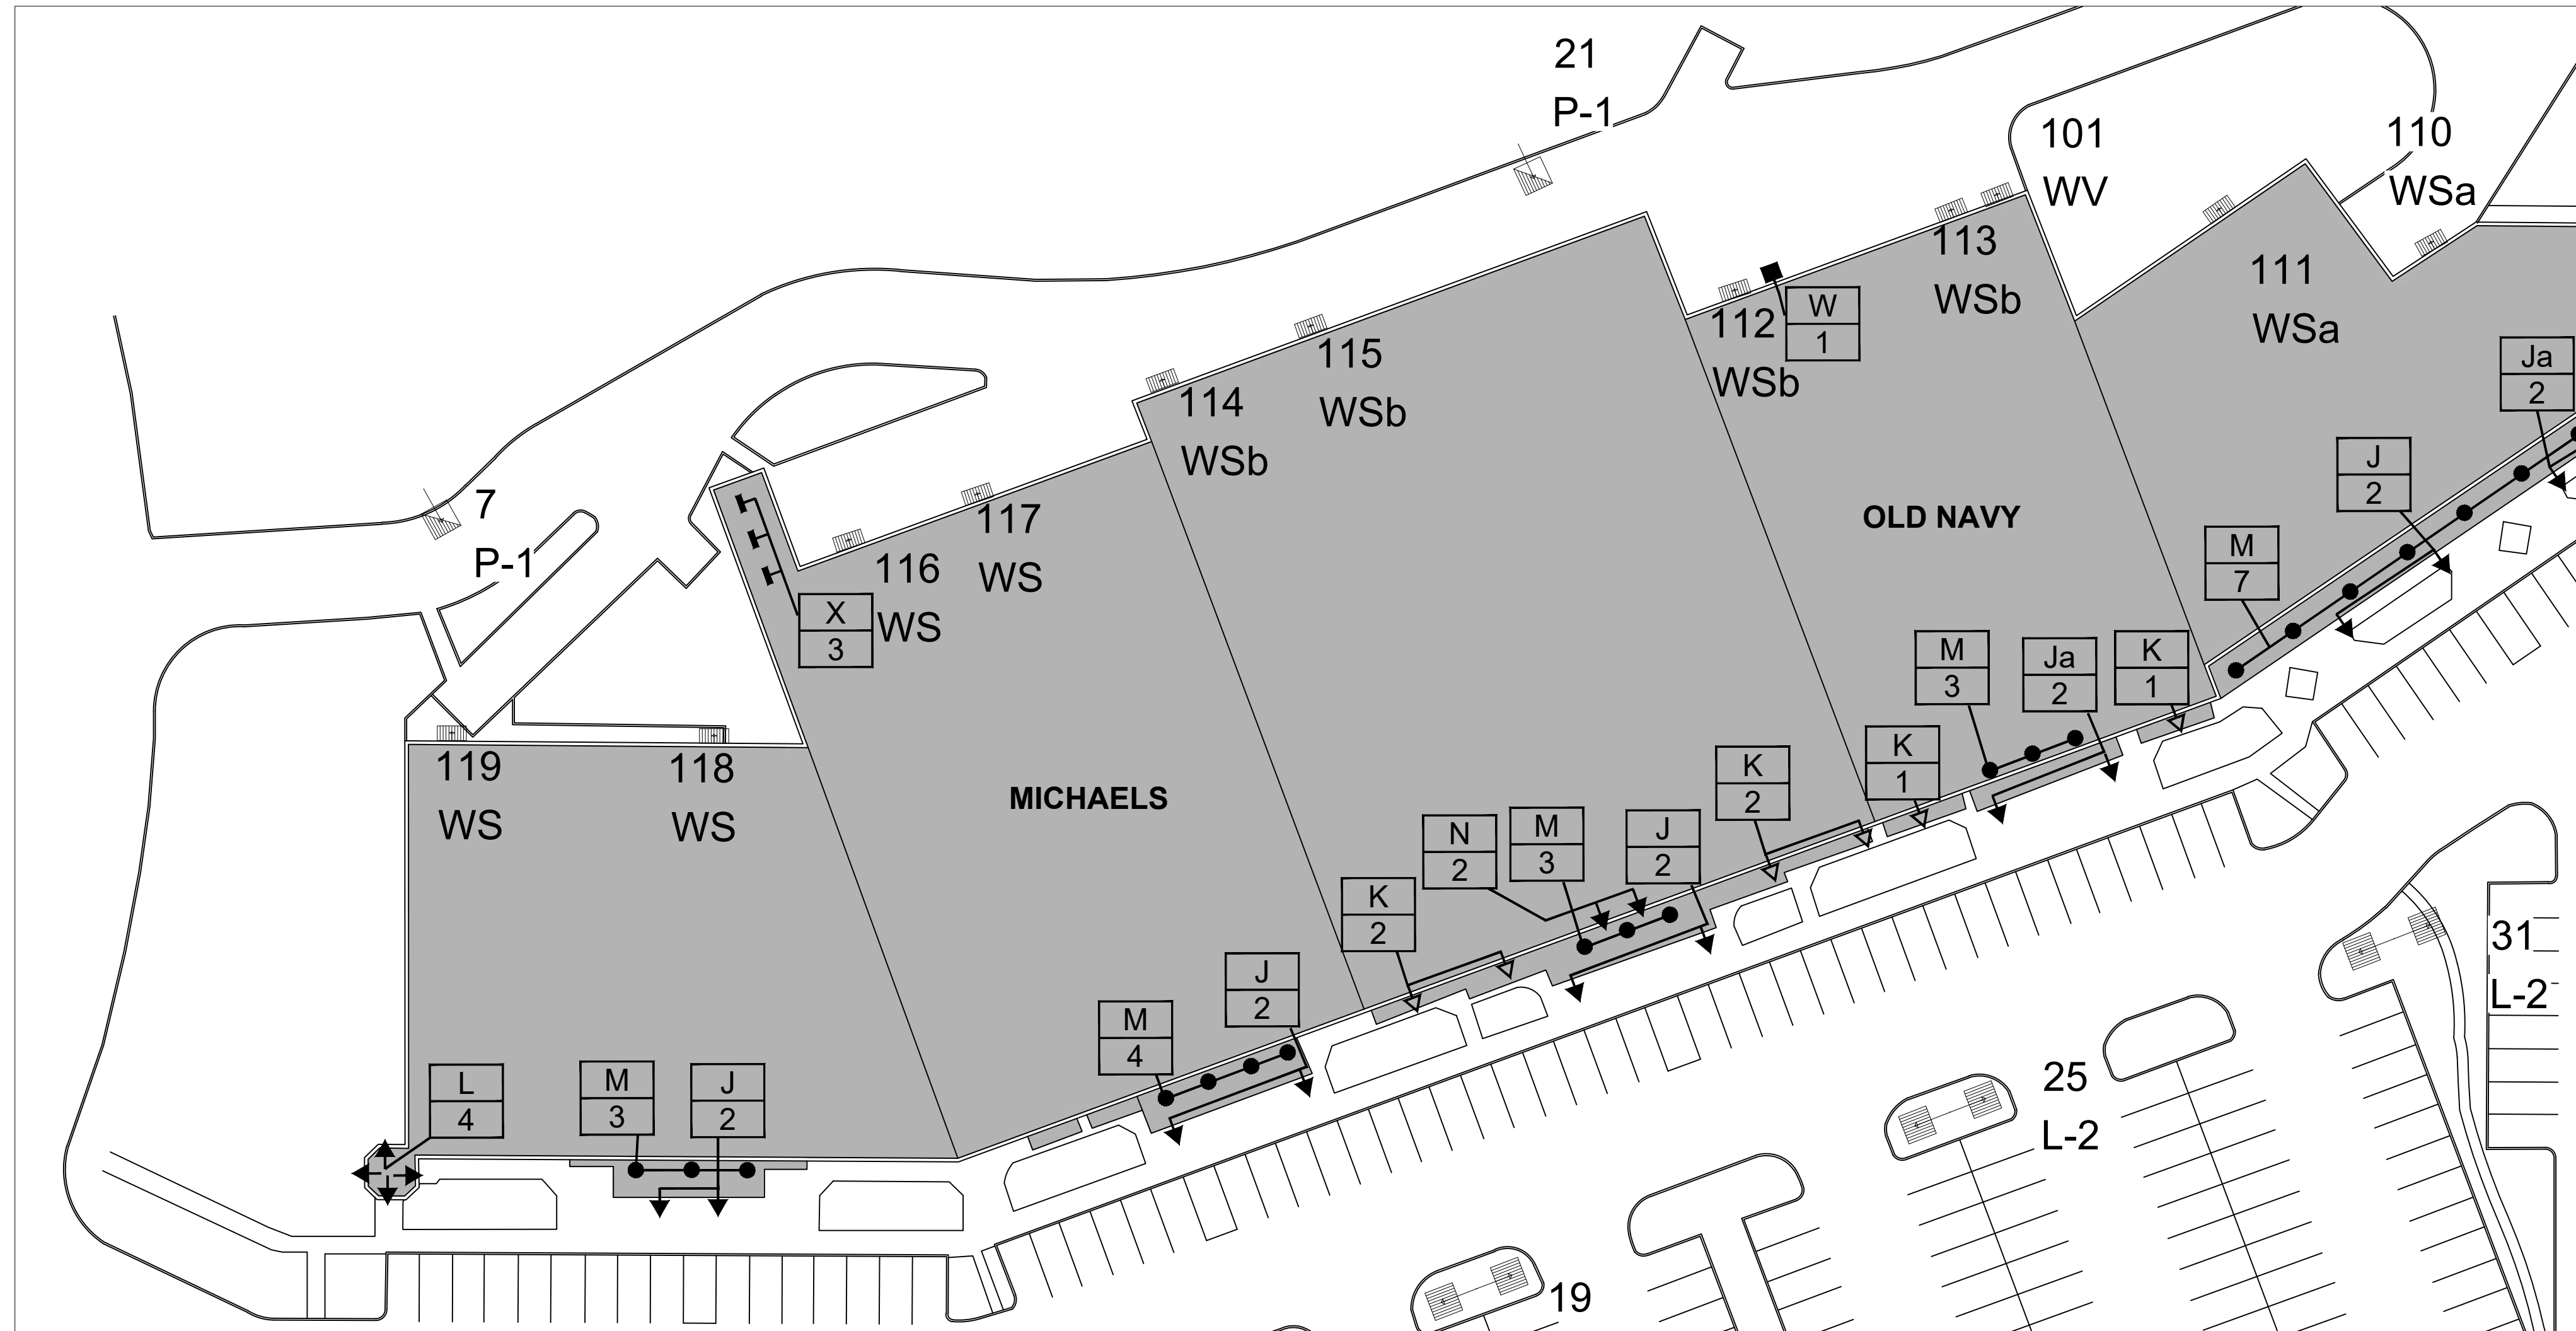 21
P-1
101
WV
110
WSa
113
WSb
111
WSa
W
1
112
WSb
115
WSb
114
WSb
Ja
2
J
2
7
P-1
117
WS
116
WS
X
3
OLD NAVY
M
7
M
3
Ja
2
K
1
119
WS
118
WS
MICHAELS
K
2
K
1
N
2
M
3
J
2
K
2
31
L-2
J
2
M
4
L
4
M
3
J
2
25
L-2
19